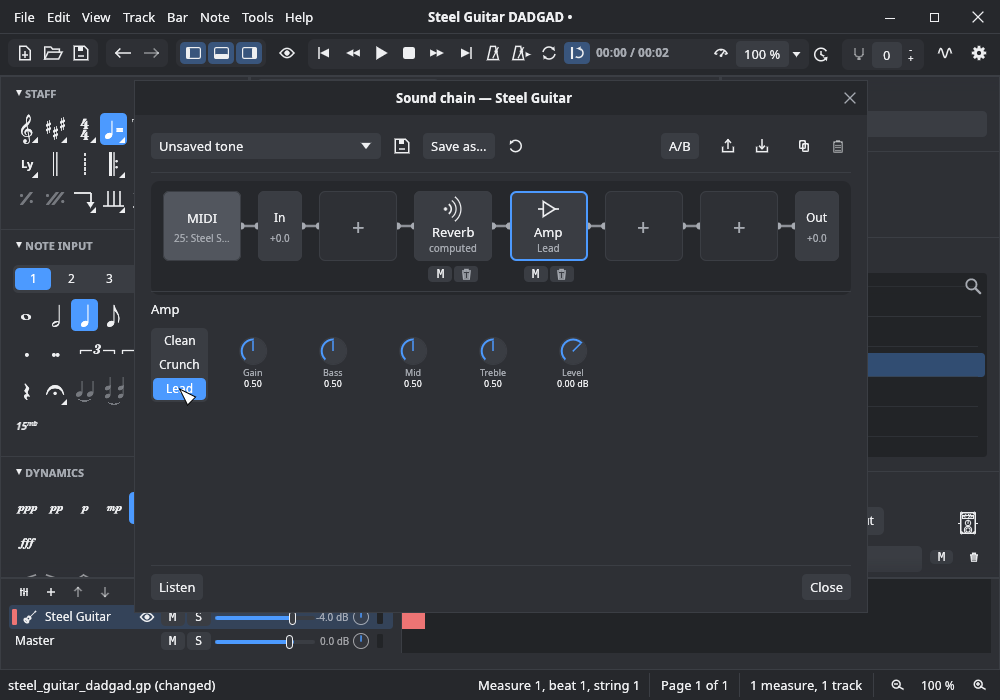 File Edit View Track Bar Note Tools Help
Steel Guitar DADGAD •
00:00 / 00:02
100 %
0
STAFF
Sound chain — Steel Guitar
Unsaved tone
Save as...
A/B
Ly
MIDI
25: Steel S...
In
+0.0
Reverb
computed
Amp
Lead
Out
+0.0
M
M
NOTE INPUT
1 2 3
Amp
Clean
Crunch
Lead
Gain
0.50
Bass
0.50
Mid
0.50
Treble
0.50
Level
0.00 dB
3
15mb
DYNAMICS
ppp pp p mp
fff
M
Listen
Close
Steel Guitar
M S
-4.0 dB
Master
M S
0.0 dB
steel_guitar_dadgad.gp (changed)
Measure 1, beat 1, string 1
Page 1 of 1
1 measure, 1 track
100 %